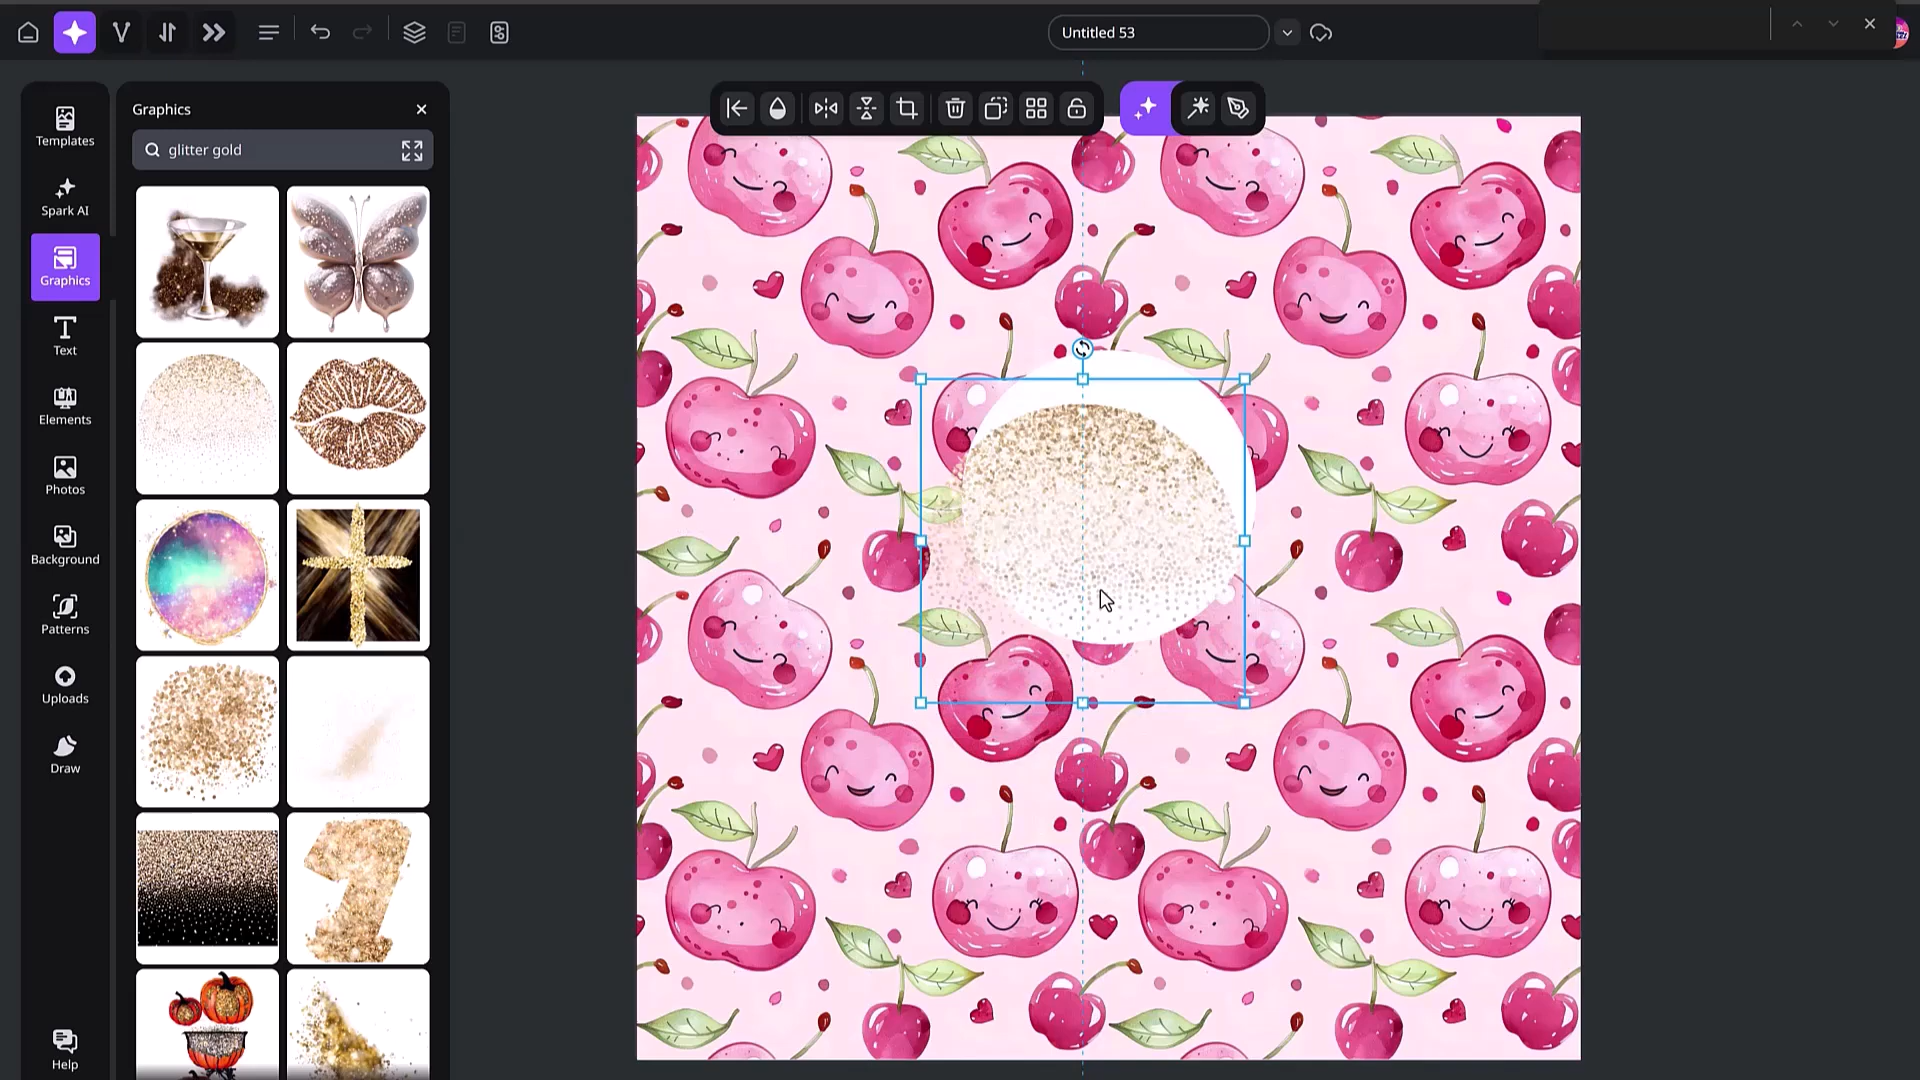 Untitled 53
Graphics
glitter gold
Templates
Spark AI
Graphics
Text
Elements
Photos
Background
Patterns
Uploads
Draw
Help